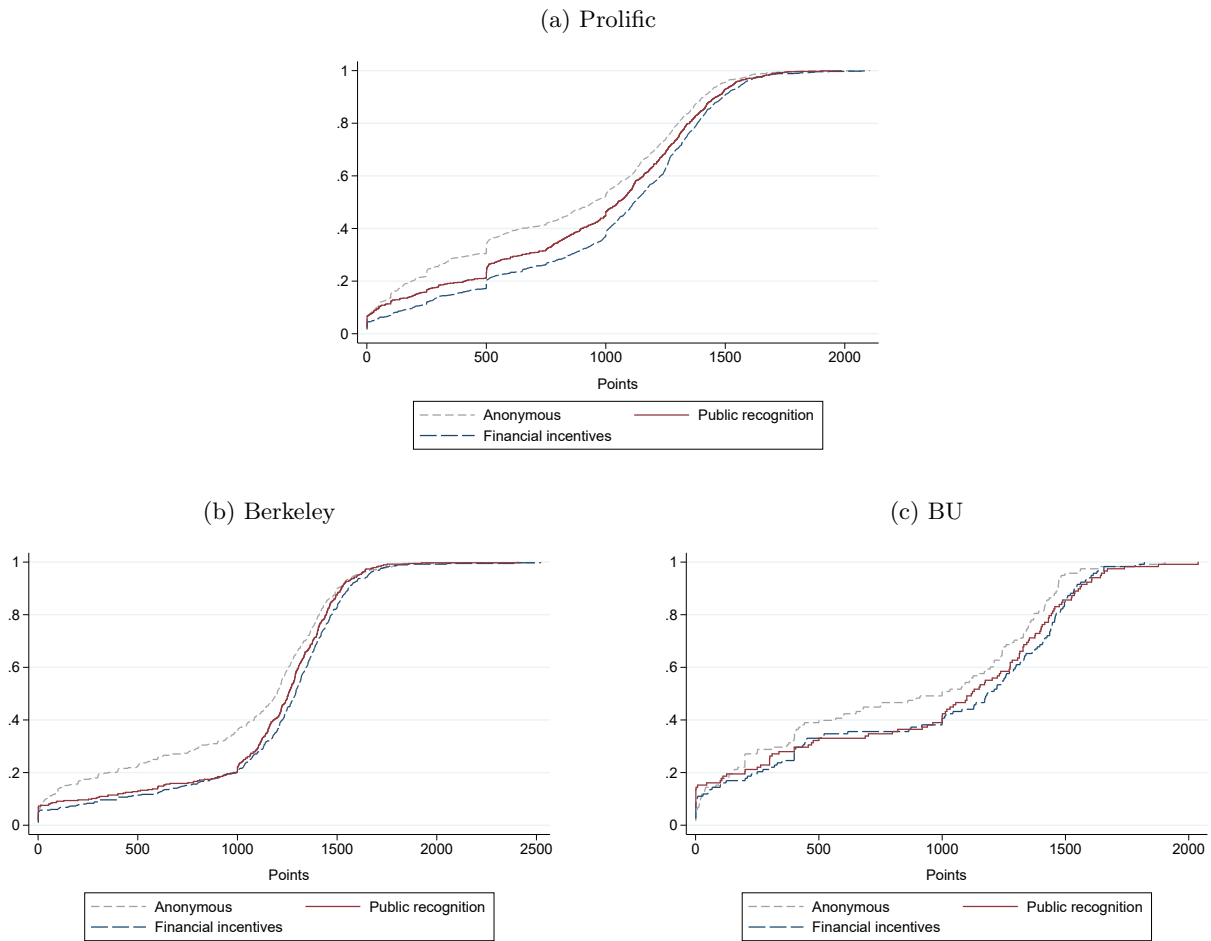 (a) Prolific
1
.8
.6
.4
.2
0
0 500 1000 1500 2000
Points
Anonymous Public recognition
Financial incentives
(b) Berkeley
1
.8
.6
.4
.2
0
0 500 1000 1500 2000 2500
Points
Anonymous Public recognition
Financial incentives
(c) BU
1
.8
.6
.4
.2
0
0 500 1000 1500 2000
Points
Anonymous Public recognition
Financial incentives